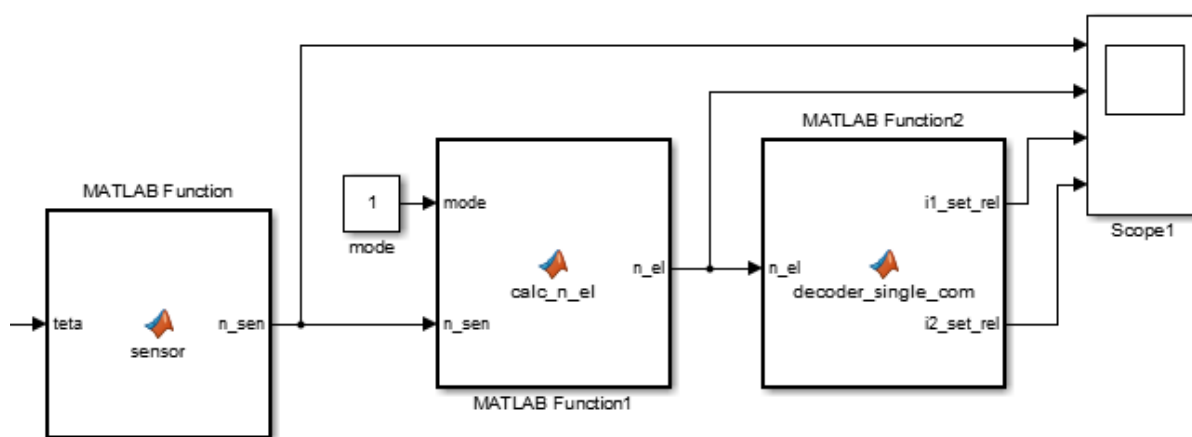 MATLAB Function
teta
n_sen
sensor
1
mode
mode
n_sen
n_el
calc_n_el
MATLAB Function1
MATLAB Function2
n_el
i1_set_rel
decoder_single_com
i2_set_rel
Scope1